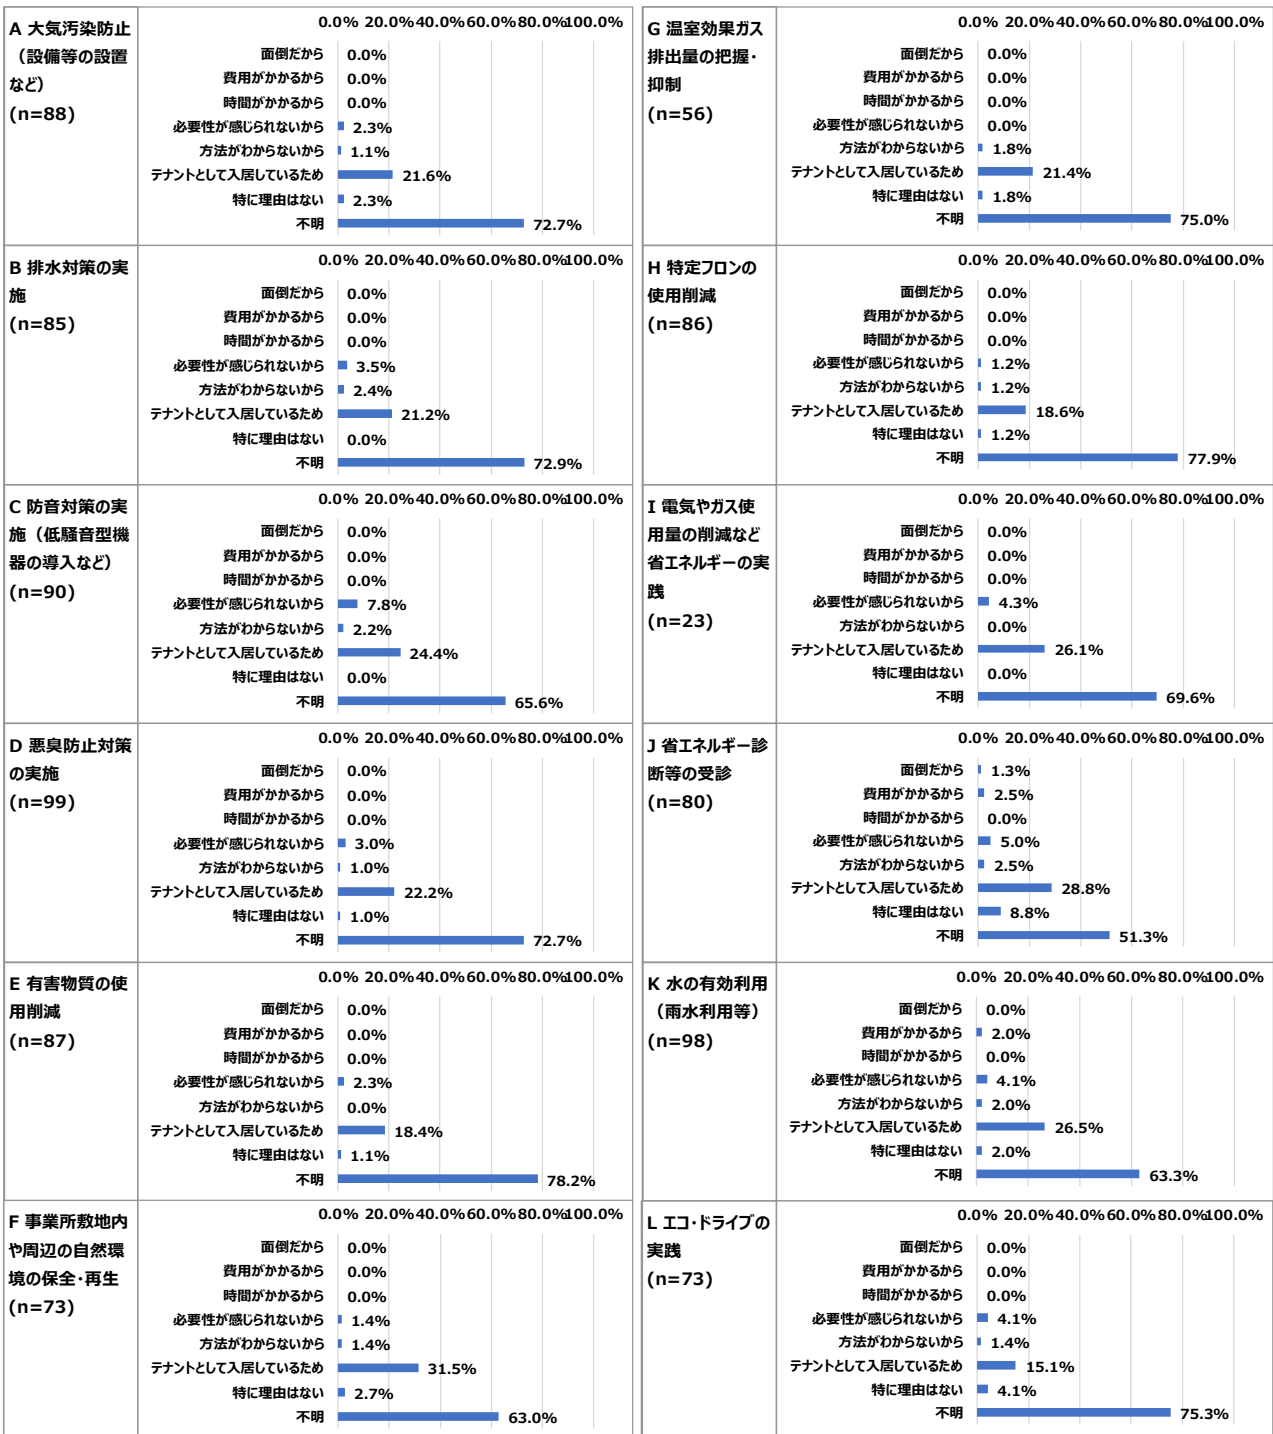 A 大気汚染防止
（設備等の設置
など）
(n=88)
0.0% 20.0%40.0%60.0%80.0%100.0%
面倒だから 0.0%
費用がかかるから 0.0%
時間がかかるから 0.0%
必要性が感じられないから 2.3%
方法がわからないから 1.1%
テナントとして入居しているため 21.6%
特に理由はない 2.3%
不明 72.7%
B 排水対策の実
施
(n=85)
0.0% 20.0%40.0%60.0%80.0%100.0%
面倒だから 0.0%
費用がかかるから 0.0%
時間がかかるから 0.0%
必要性が感じられないから 3.5%
方法がわからないから 2.4%
テナントとして入居しているため 21.2%
特に理由はない 0.0%
不明 72.9%
C 防音対策の実
施（低騒音型機
器の導入など）
(n=90)
0.0% 20.0%40.0%60.0%80.0%100.0%
面倒だから 0.0%
費用がかかるから 0.0%
時間がかかるから 0.0%
必要性が感じられないから 7.8%
方法がわからないから 2.2%
テナントとして入居しているため 24.4%
特に理由はない 0.0%
不明 65.6%
D 悪臭防止対策
の実施
(n=99)
0.0% 20.0%40.0%60.0%80.0%100.0%
面倒だから 0.0%
費用がかかるから 0.0%
時間がかかるから 0.0%
必要性が感じられないから 3.0%
方法がわからないから 1.0%
テナントとして入居しているため 22.2%
特に理由はない 1.0%
不明 72.7%
E 有害物質の使
用削減
(n=87)
0.0% 20.0%40.0%60.0%80.0%100.0%
面倒だから 0.0%
費用がかかるから 0.0%
時間がかかるから 0.0%
必要性が感じられないから 2.3%
方法がわからないから 0.0%
テナントとして入居しているため 18.4%
特に理由はない 1.1%
不明 78.2%
F 事業所敷地内
や周辺の自然環
境の保全・再生
(n=73)
0.0% 20.0%40.0%60.0%80.0%100.0%
面倒だから 0.0%
費用がかかるから 0.0%
時間がかかるから 0.0%
必要性が感じられないから 1.4%
方法がわからないから 1.4%
テナントとして入居しているため 31.5%
特に理由はない 2.7%
不明 63.0%
G 温室効果ガス
排出量の把握・
抑制
(n=56)
0.0% 20.0%40.0%60.0%80.0%100.0%
面倒だから 0.0%
費用がかかるから 0.0%
時間がかかるから 0.0%
必要性が感じられないから 0.0%
方法がわからないから 1.8%
テナントとして入居しているため 21.4%
特に理由はない 1.8%
不明 75.0%
H 特定フロンの
使用削減
(n=86)
0.0% 20.0%40.0%60.0%80.0%100.0%
面倒だから 0.0%
費用がかかるから 0.0%
時間がかかるから 0.0%
必要性が感じられないから 1.2%
方法がわからないから 1.2%
テナントとして入居しているため 18.6%
特に理由はない 1.2%
不明 77.9%
I 電気やガス使
用量の削減など
省エネルギーの実
践
(n=23)
0.0% 20.0%40.0%60.0%80.0%100.0%
面倒だから 0.0%
費用がかかるから 0.0%
時間がかかるから 0.0%
必要性が感じられないから 4.3%
方法がわからないから 0.0%
テナントとして入居しているため 26.1%
特に理由はない 0.0%
不明 69.6%
J 省エネルギー診
断等の受診
(n=80)
0.0% 20.0%40.0%60.0%80.0%100.0%
面倒だから 1.3%
費用がかかるから 2.5%
時間がかかるから 0.0%
必要性が感じられないから 5.0%
方法がわからないから 2.5%
テナントとして入居しているため 28.8%
特に理由はない 8.8%
不明 51.3%
K 水の有効利用
（雨水利用等）
(n=98)
0.0% 20.0%40.0%60.0%80.0%100.0%
面倒だから 0.0%
費用がかかるから 2.0%
時間がかかるから 0.0%
必要性が感じられないから 4.1%
方法がわからないから 2.0%
テナントとして入居しているため 26.5%
特に理由はない 2.0%
不明 63.3%
L エコ・ドライブの
実践
(n=73)
0.0% 20.0%40.0%60.0%80.0%100.0%
面倒だから 0.0%
費用がかかるから 0.0%
時間がかかるから 0.0%
必要性が感じられないから 4.1%
方法がわからないから 1.4%
テナントとして入居しているため 15.1%
特に理由はない 4.1%
不明 75.3%